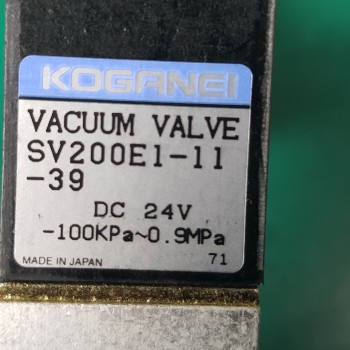 KOGANEI
VACUUM VALVE
SV200E1-11
-39
DC 24V
-100KPa~0.9MPa
MADE IN JAPAN 71